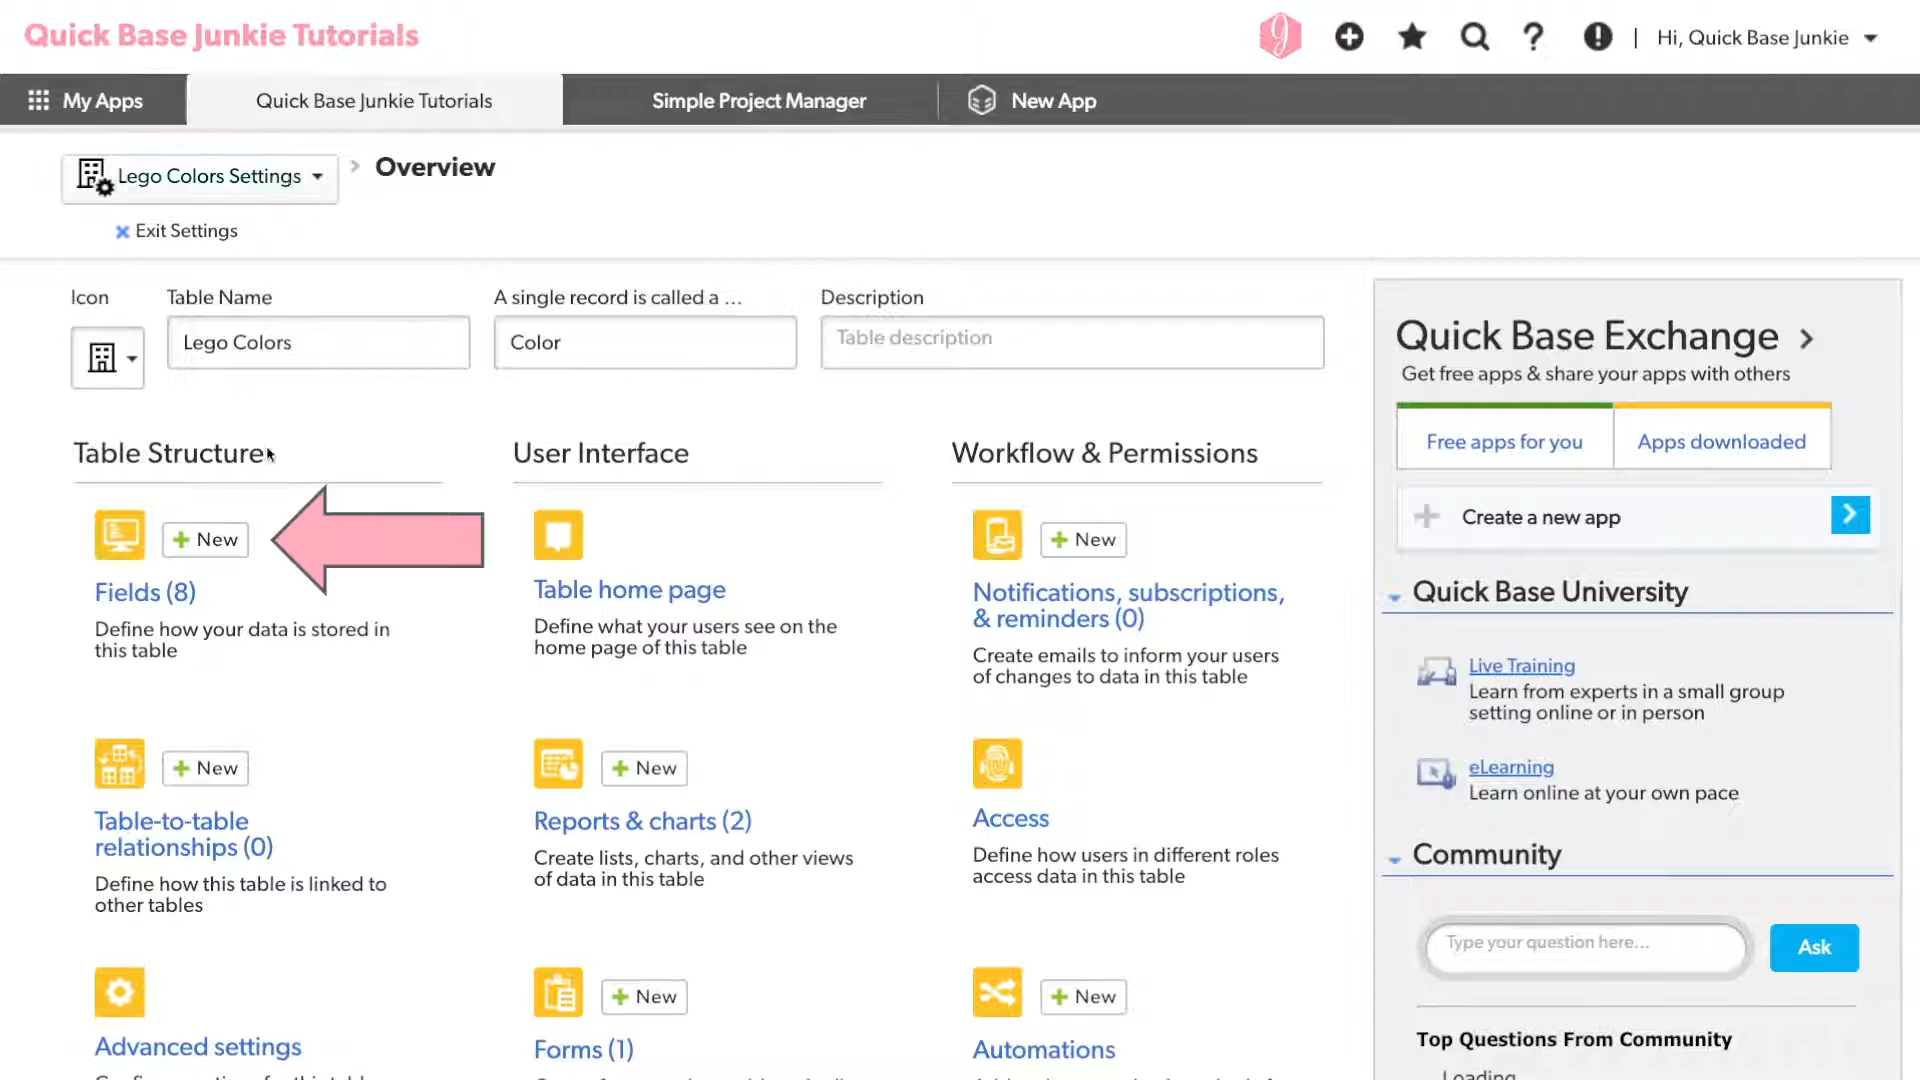 Quick Base Junkie Tutorials
Hi, Quick Base Junkie
My Apps
Quick Base Junkie Tutorials
Simple Project Manager
New App
Lego Colors Settings
Overview
Exit Settings
Icon
Table Name
A single record is called a ...
Description
Lego Colors
Color
Table description
Table Structure
New
Fields (8)
Define how your data is stored in
this table
New
Table-to-table
relationships (0)
Define how this table is linked to
other tables
Advanced settings
User Interface
Table home page
Define what your users see on the
home page of this table
New
Reports & charts (2)
Create lists, charts, and other views
of data in this table
New
Forms (1)
Workflow & Permissions
New
Notifications, subscriptions,
& reminders (0)
Create emails to inform your users
of changes to data in this table
Access
Define how users in different roles
access data in this table
New
Automations
Quick Base Exchange
Get free apps & share your apps with others
Free apps for you
Apps downloaded
Create a new app
Quick Base University
Live Training
Learn from experts in a small group
setting online or in person
eLearning
Learn online at your own pace
Community
Type your question here...
Ask
Top Questions From Community
Loading